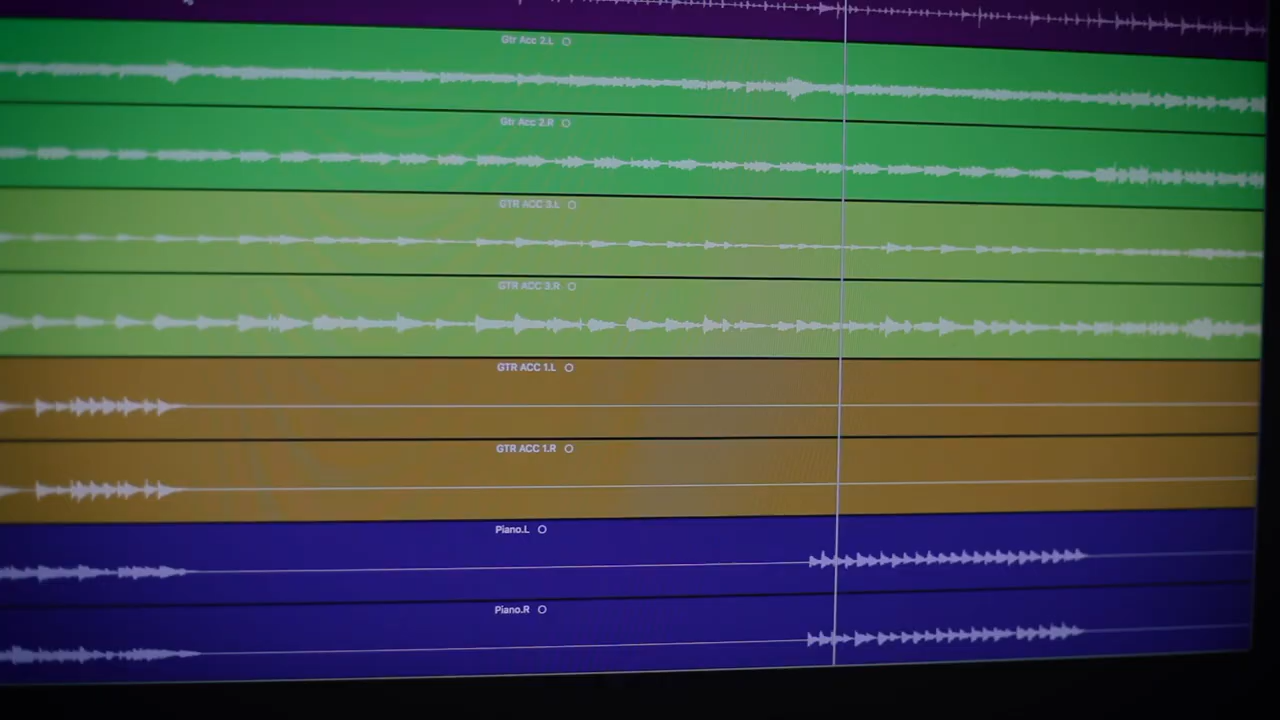 Gtr Acc 2.L
Gtr Acc 2.R
GTR ACC 3.L
GTR ACC 3.R
GTR ACC 1.L
GTR ACC 1.R
Piano.L
Piano.R